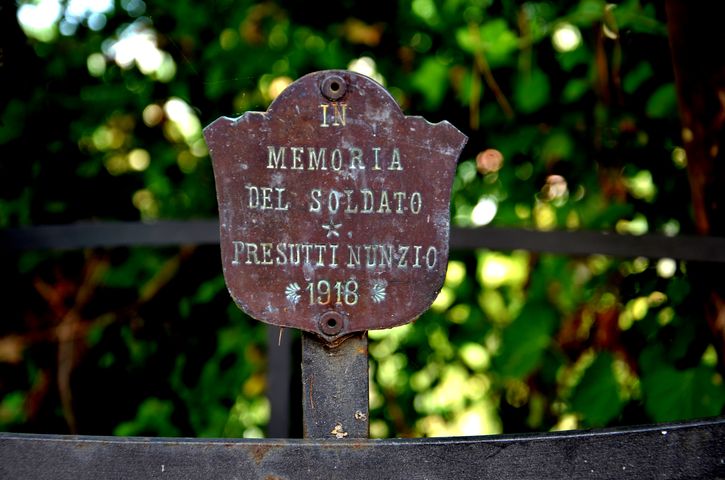 IN
MEMORIA
DEL SOLDATO
PRESUTTI NUNZIO
1918